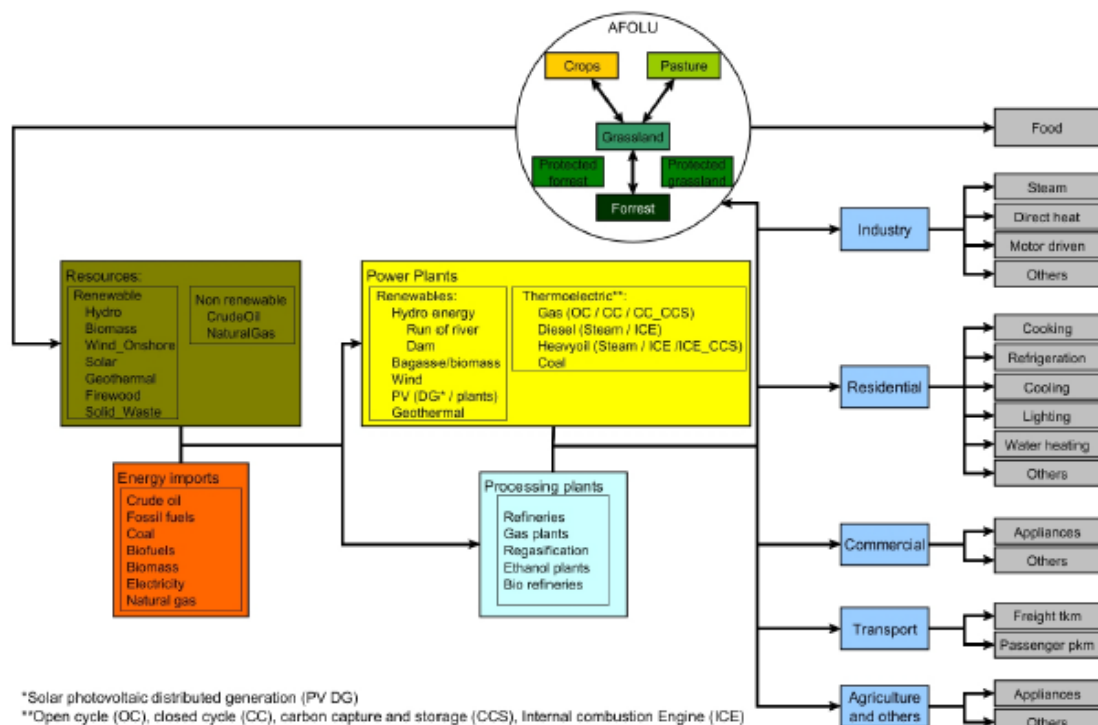 AFOLU
Crops
Pasture
Grassland
Protected
forrest
Protected
grassland
Forrest
Food
Resources:
Renewable
Hydro
Biomass
Wind_Onshore
Solar
Geothermal
Firewood
Solid_Waste
Non renewable
CrudeOil
NaturalGas
Power Plants
Renewables:
Hydro energy
Run of river
Dam
Bagasse/biomass
Wind
PV (DG* / plants)
Geothermal
Thermoelectric**:
Gas (OC / CC / CC_CCS)
Diesel (Steam / ICE)
Heavyoil (Steam / ICE /ICE_CCS)
Coal
Energy imports
Crude oil
Fossil fuels
Coal
Biofuels
Biomass
Electricity
Natural gas
Processing plants
Refineries
Gas plants
Regasification
Ethanol plants
Bio refineries
Industry
Steam
Direct heat
Motor driven
Others
Residential
Cooking
Refrigeration
Cooling
Lighting
Water heating
Others
Commercial
Appliances
Others
Transport
Freight tkm
Passenger pkm
Agriculture
and others
Appliances
Others
*Solar photovoltaic distributed generation (PV DG)
**Open cycle (OC), closed cycle (CC), carbon capture and storage (CCS), Internal combustion Engine (ICE)